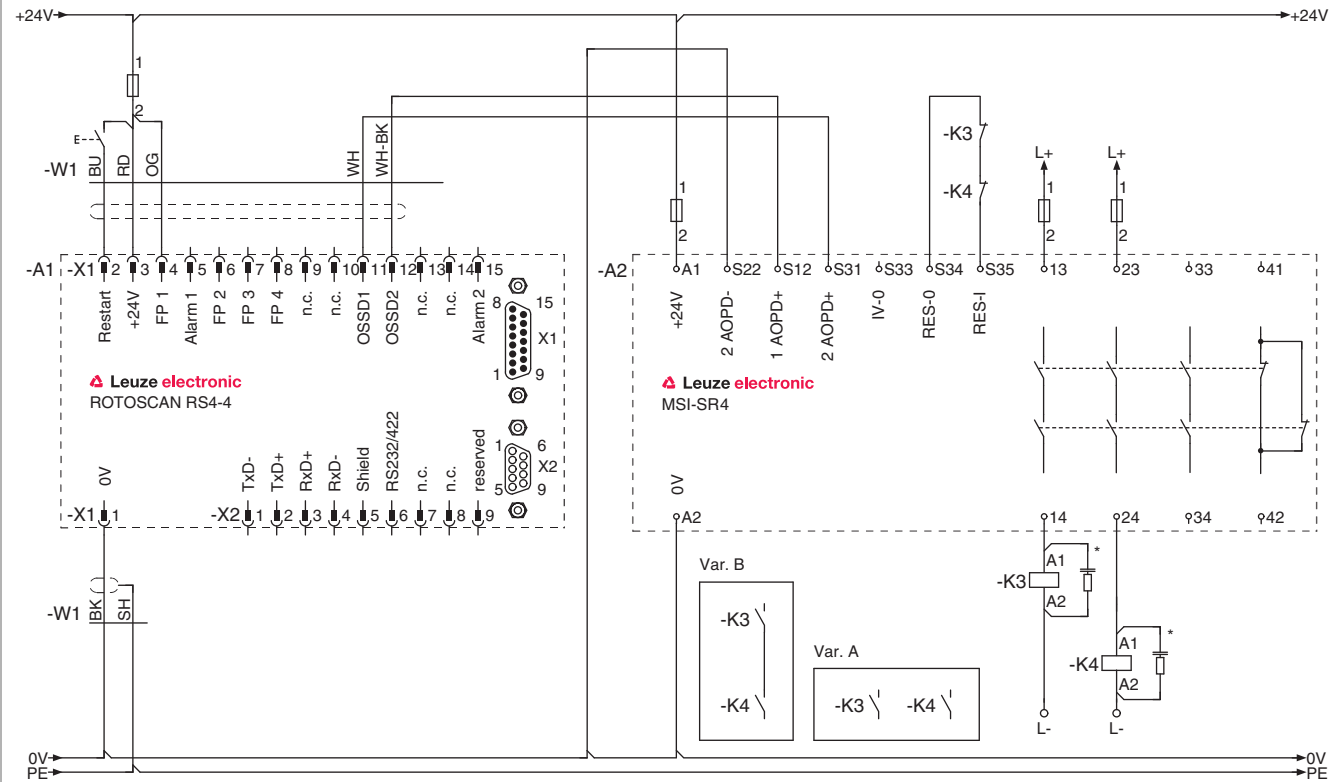 +24V
+24V
1
2
E
-W1
BU
RD
OG
WH
WH-BK
1
2
-K3
-K4
L+
L+
1
2
1
2
-A1
-X1
2
3
4
5
6
7
8
9
10
11
12
13
14
15
Restart
+24V
FP 1
Alarm 1
FP 2
FP 3
FP 4
n.c.
n.c.
OSSD1
OSSD2
n.c.
n.c.
Alarm 2
8
15
X1
1
9
Leuze electronic
ROTOSCAN RS4-4
0V
TxD-
TxD+
RxD+
RxD-
Shield
RS232/422
n.c.
n.c.
reserved
1
6
X2
5
9
-X1
1
-X2
1
2
3
4
5
6
7
8
9
-W1
BK
SH
-A2
A1
S22
S12
S31
S33
S34
S35
13
23
33
41
+24V
2 AOPD-
1 AOPD+
2 AOPD+
IV-0
RES-0
RES-I
Leuze electronic
MSI-SR4
0V
A2
14
24
34
42
Var. B
-K3
-K4
Var. A
-K3
-K4
-K3
A1
A2
*
-K4
A1
A2
*
L-
L-
0V
PE
0V
PE